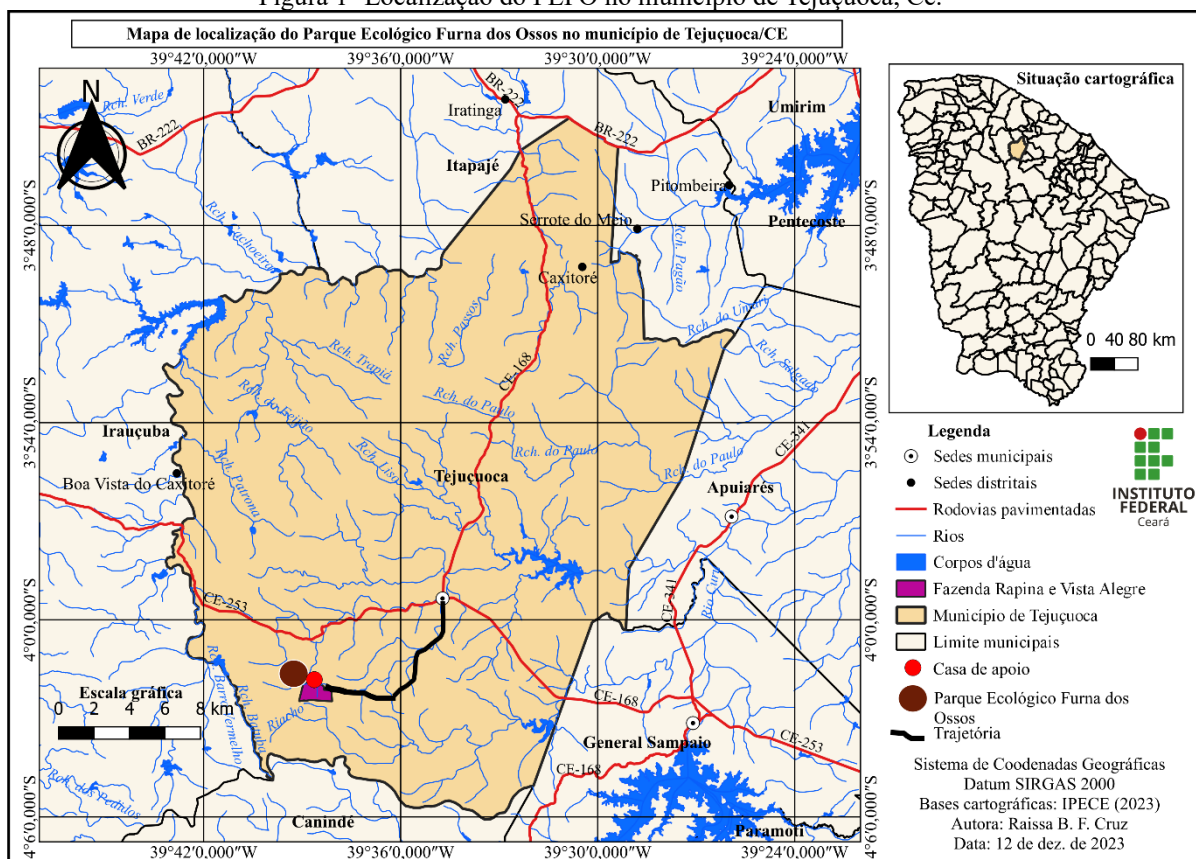 Figura 1- Localização do PEFO no município de Tejuçuoca, Ce.
Mapa de localização do Parque Ecológico Furna dos Ossos no município de Tejuçuoca/CE
39°42'0,000"W
39°36'0,000"W
39°30'0,000"W
39°24'0,000"W
N
Rch. Verde
BR-222
Iratinga
BR-222
BR-222
Umirim
Itapajé
Pitombeira
Pentecoste
Serrote do Meio
Rch. Cachoeira
Rch. Pagão
Caxitoré
3°48'0,000"S
3°48'0,000"S
Rch. Passos
Rch. do Umari
Rch. Salgado
Rch. Trapiá
CE-168
Rch. do Feijão
Rch. do Paulo
CE-341
3°54'0,000"S
3°54'0,000"S
Irauçuba
Rch. do Paulo
Rch. do Paulo
Rch. Lisa
Tejuçuoca
Boa Vista do Caxitoré
Rch. Patrona
Apuiarés
CE-253
CE-341
Rio Curu
4°0'0,000"S
4°0'0,000"S
Rch. Barro Vermelho
Riacho
Escala gráfica
0 2 4 6 8 km
CE-168
General Sampaio
CE-253
CE-168
Rch. dos Pedidos
Canindé
Paramoti
4°6'0,000"S
4°6'0,000"S
39°42'0,000"W
39°36'0,000"W
39°30'0,000"W
39°24'0,000"W
Situação cartográfica
0 40 80 km
Legenda
Sedes municipais
Sedes distritais
Rodovias pavimentadas
Rios
Corpos d'água
Fazenda Rapina e Vista Alegre
Município de Tejuçuoca
Limite municipais
Casa de apoio
Parque Ecológico Furna dos
Ossos
Trajetória
INSTITUTO
FEDERAL
Ceará
Sistema de Coodenadas Geográficas
Datum SIRGAS 2000
Bases cartográficas: IPECE (2023)
Autora: Raissa B. F. Cruz
Data: 12 de dez. de 2023